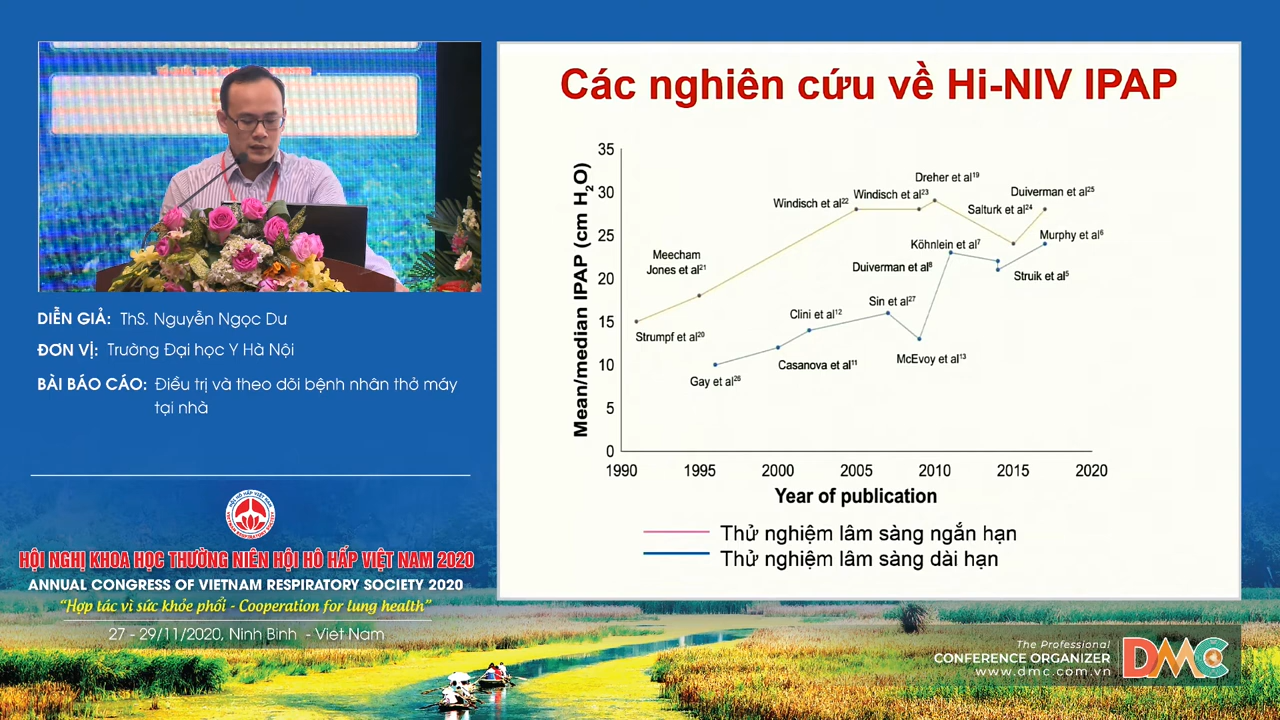 Các nghiên cứu về Hi-NIV IPAP
Mean/median IPAP (cm H2O)
35
30
25
20
15
10
5
0
1990
1995
2000
2005
2010
2015
2020
Year of publication
Strumpf et al20
Meecham
Jones et al21
Windisch et al22
Windisch et al23
Dreher et al19
Salturk et al24
Duiverman et al25
Murphy et al6
Köhnlein et al7
Duiverman et al8
Struik et al5
Sin et al27
Clini et al12
McEvoy et al13
Casanova et al11
Gay et al26
Thử nghiệm lâm sàng ngắn hạn
Thử nghiệm lâm sàng dài hạn
DIỄN GIẢ: ThS. Nguyễn Ngọc Dư
ĐƠN VỊ: Trường Đại học Y Hà Nội
BÀI BÁO CÁO: Điều trị và theo dõi bệnh nhân thở máy
tại nhà
HỘI NGHỊ KHOA HỌC THƯỜNG NIÊN HỘI HÔ HẤP VIỆT NAM 2020
ANNUAL CONGRESS OF VIETNAM RESPIRATORY SOCIETY 2020
“Hợp tác vì sức khỏe phổi - Cooperation for lung health”
27 - 29/11/2020, Ninh Binh - Viet Nam
The Professional
CONFERENCE ORGANIZER
www.dmc.com.vn
DMC